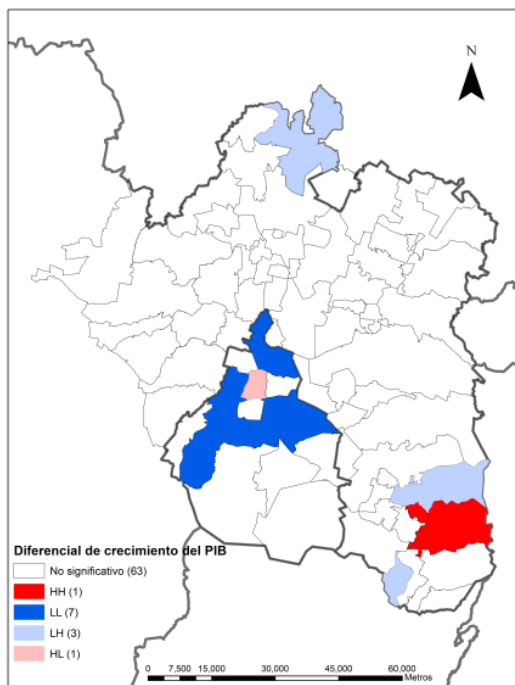 N
Diferencial de crecimiento del PIB
No significativo (63)
HH (1)
LL (7)
LH (3)
HL (1)
0 7,500 15,000 30,000 45,000 60,000
Metros